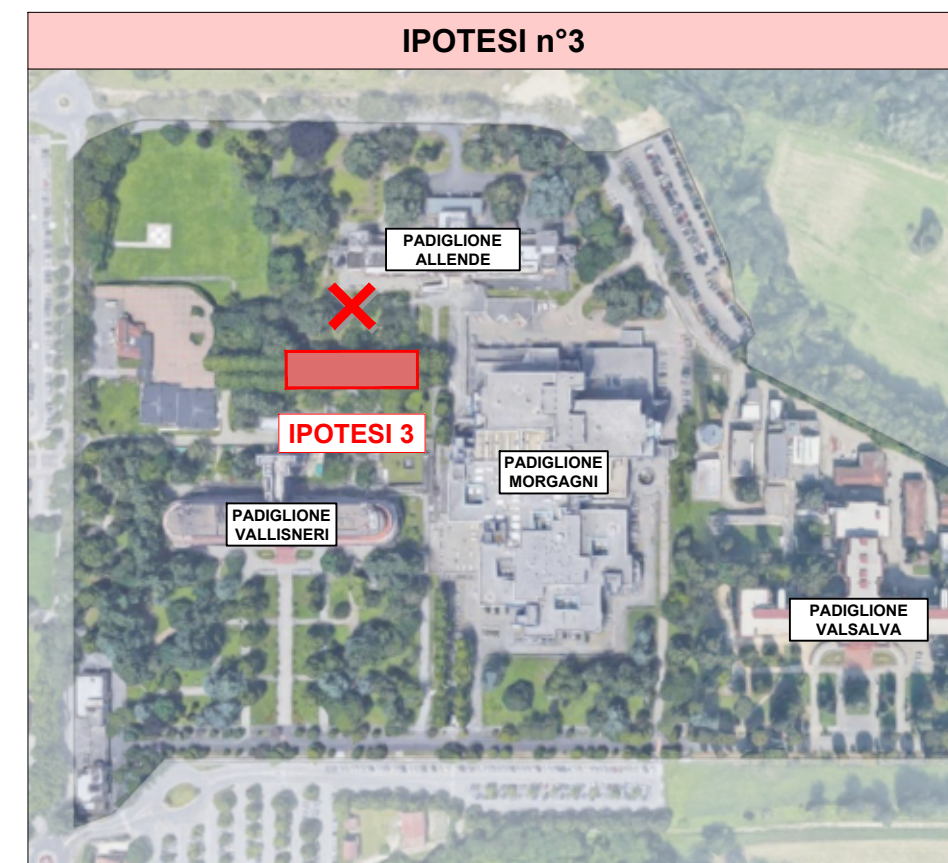 IPOTESI n°3
PADIGLIONE
ALLENDE
IPOTESI 3
PADIGLIONE
MORGAGNI
PADIGLIONE
VALLISNERI
PADIGLIONE
VALSALVA